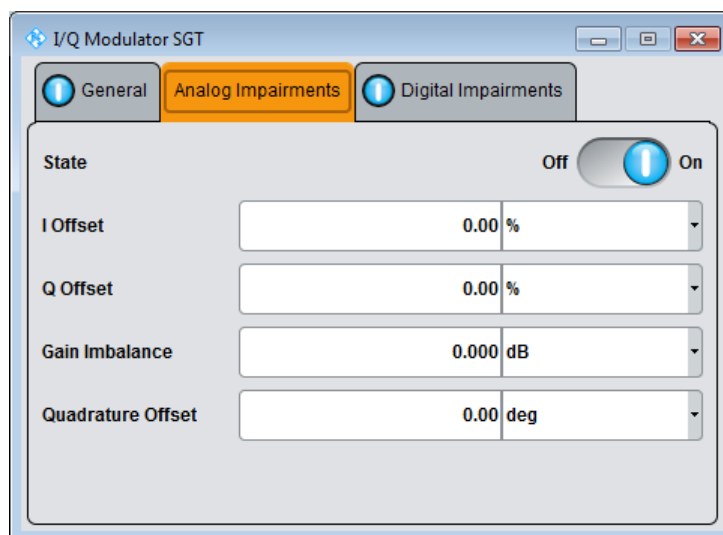 I/Q Modulator SGT
General Analog Impairments Digital Impairments
State Off On
I Offset 0.00 %
Q Offset 0.00 %
Gain Imbalance 0.000 dB
Quadrature Offset 0.00 deg